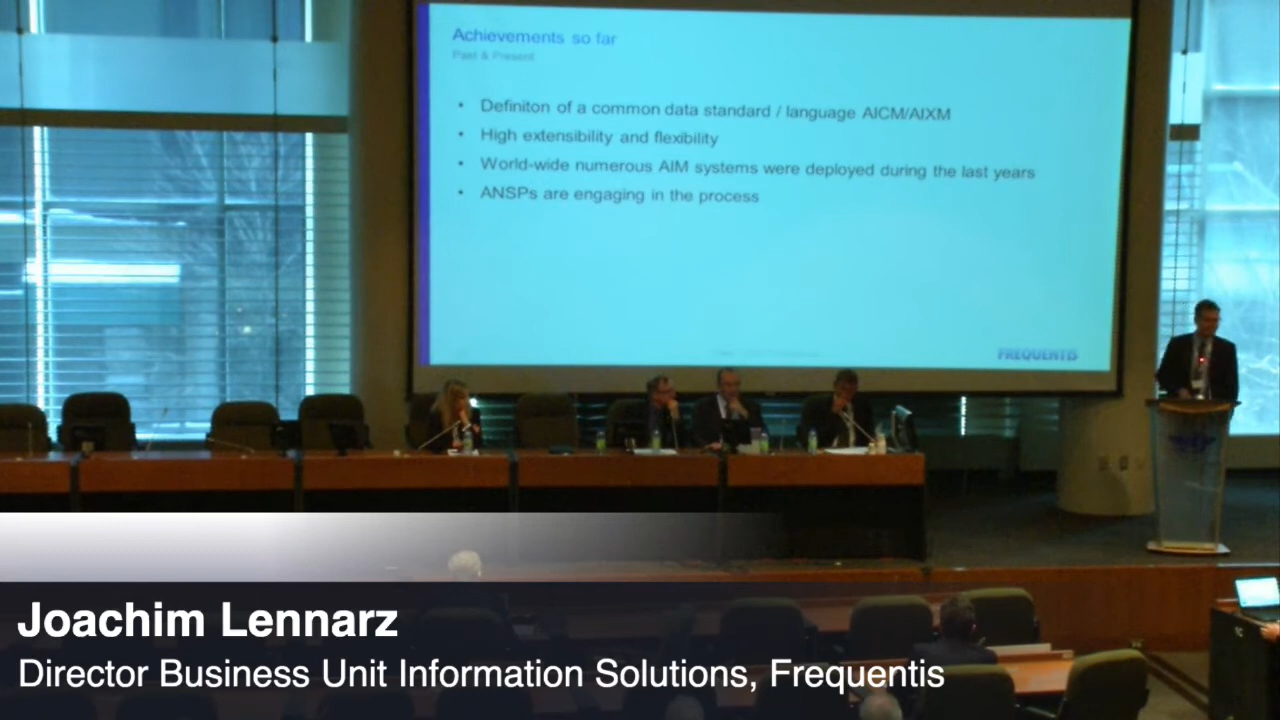 Achievements so far
Past & Present
• Definiton of a common data standard / language AICM/AIXM
• High extensibility and flexibility
• World-wide numerous AIM systems were deployed during the last years
• ANSPs are engaging in the process
FREQUENTIS
Joachim Lennarz
Director Business Unit Information Solutions, Frequentis